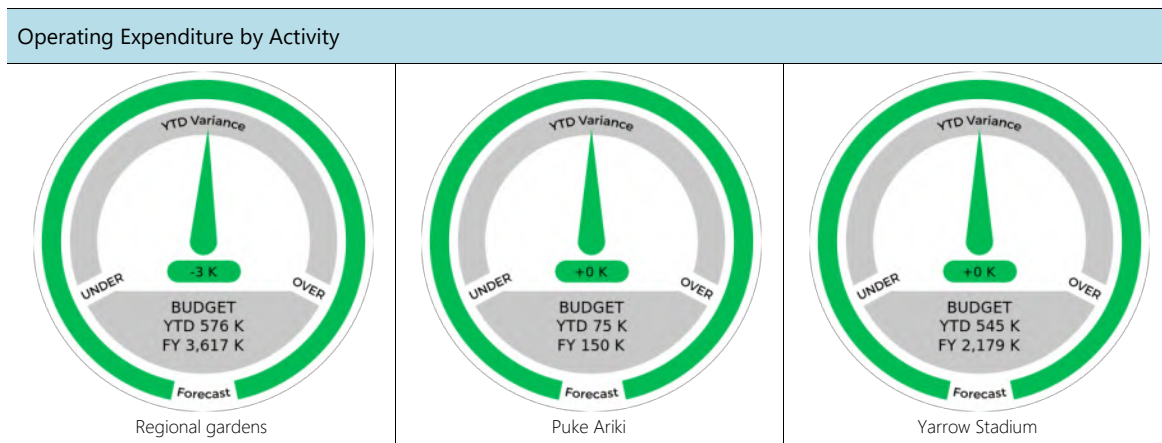 Operating Expenditure by Activity
YTD Variance
-3 K
UNDER
OVER
BUDGET
YTD 576 K
FY 3,617 K
Forecast
Regional gardens
YTD Variance
+0 K
UNDER
OVER
BUDGET
YTD 75 K
FY 150 K
Forecast
Puke Ariki
YTD Variance
+0 K
UNDER
OVER
BUDGET
YTD 545 K
FY 2,179 K
Forecast
Yarrow Stadium